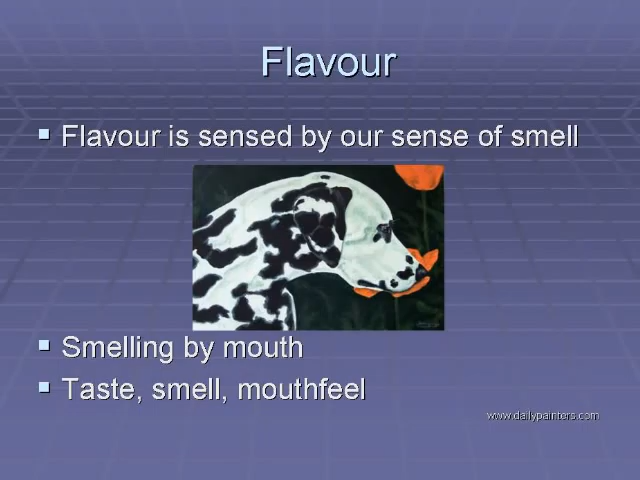 Flavour
Flavour is sensed by our sense of smell
Smelling by mouth
Taste, smell, mouthfeel
www.dailypainters.com